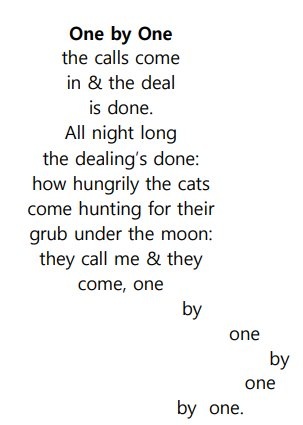 One by One
the calls come
in & the deal
is done.
All night long
the dealing's done:
how hungrily the cats
come hunting for their
grub under the moon:
they call me & they
come, one
by
one
by
one
by one.